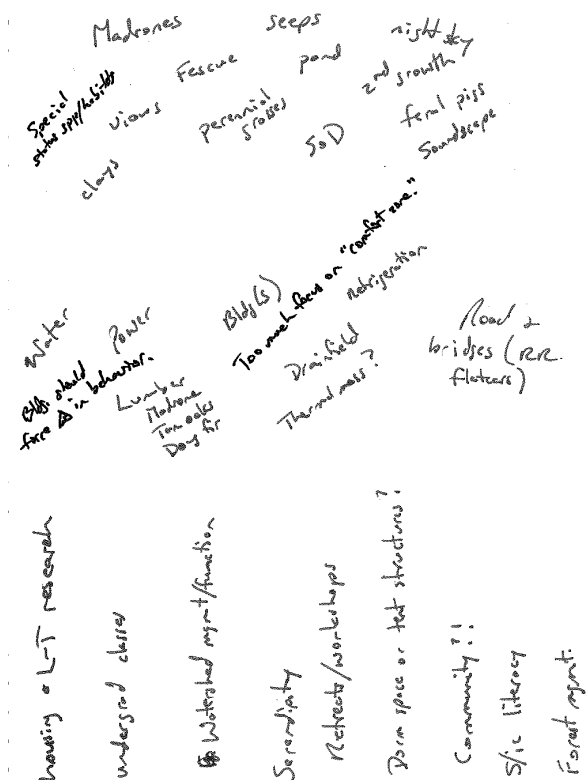 Madrones
seeps
night sky
Fescue
pond
2nd growth
Special
status spp/habitats
views
perennial
grasses
SOD
feral pigs
Soundscape
clays
Water
Power
Bldg(s)
Too much focus on "comfort zone."
Refrigeration
Road &
bridges (RR
flatcars)
Bldgs should
force Δ in behavior.
Lumber
Madrone
Tan oaks
Doug fir
Drainfield
Thermal mass?
housing
L-T research
undergrad classes
Watershed mgmt/function
Serendipity
Retreats/workshops
Dorm space or tent structures?
Community?!
S/ic literacy
Forest mgmt.